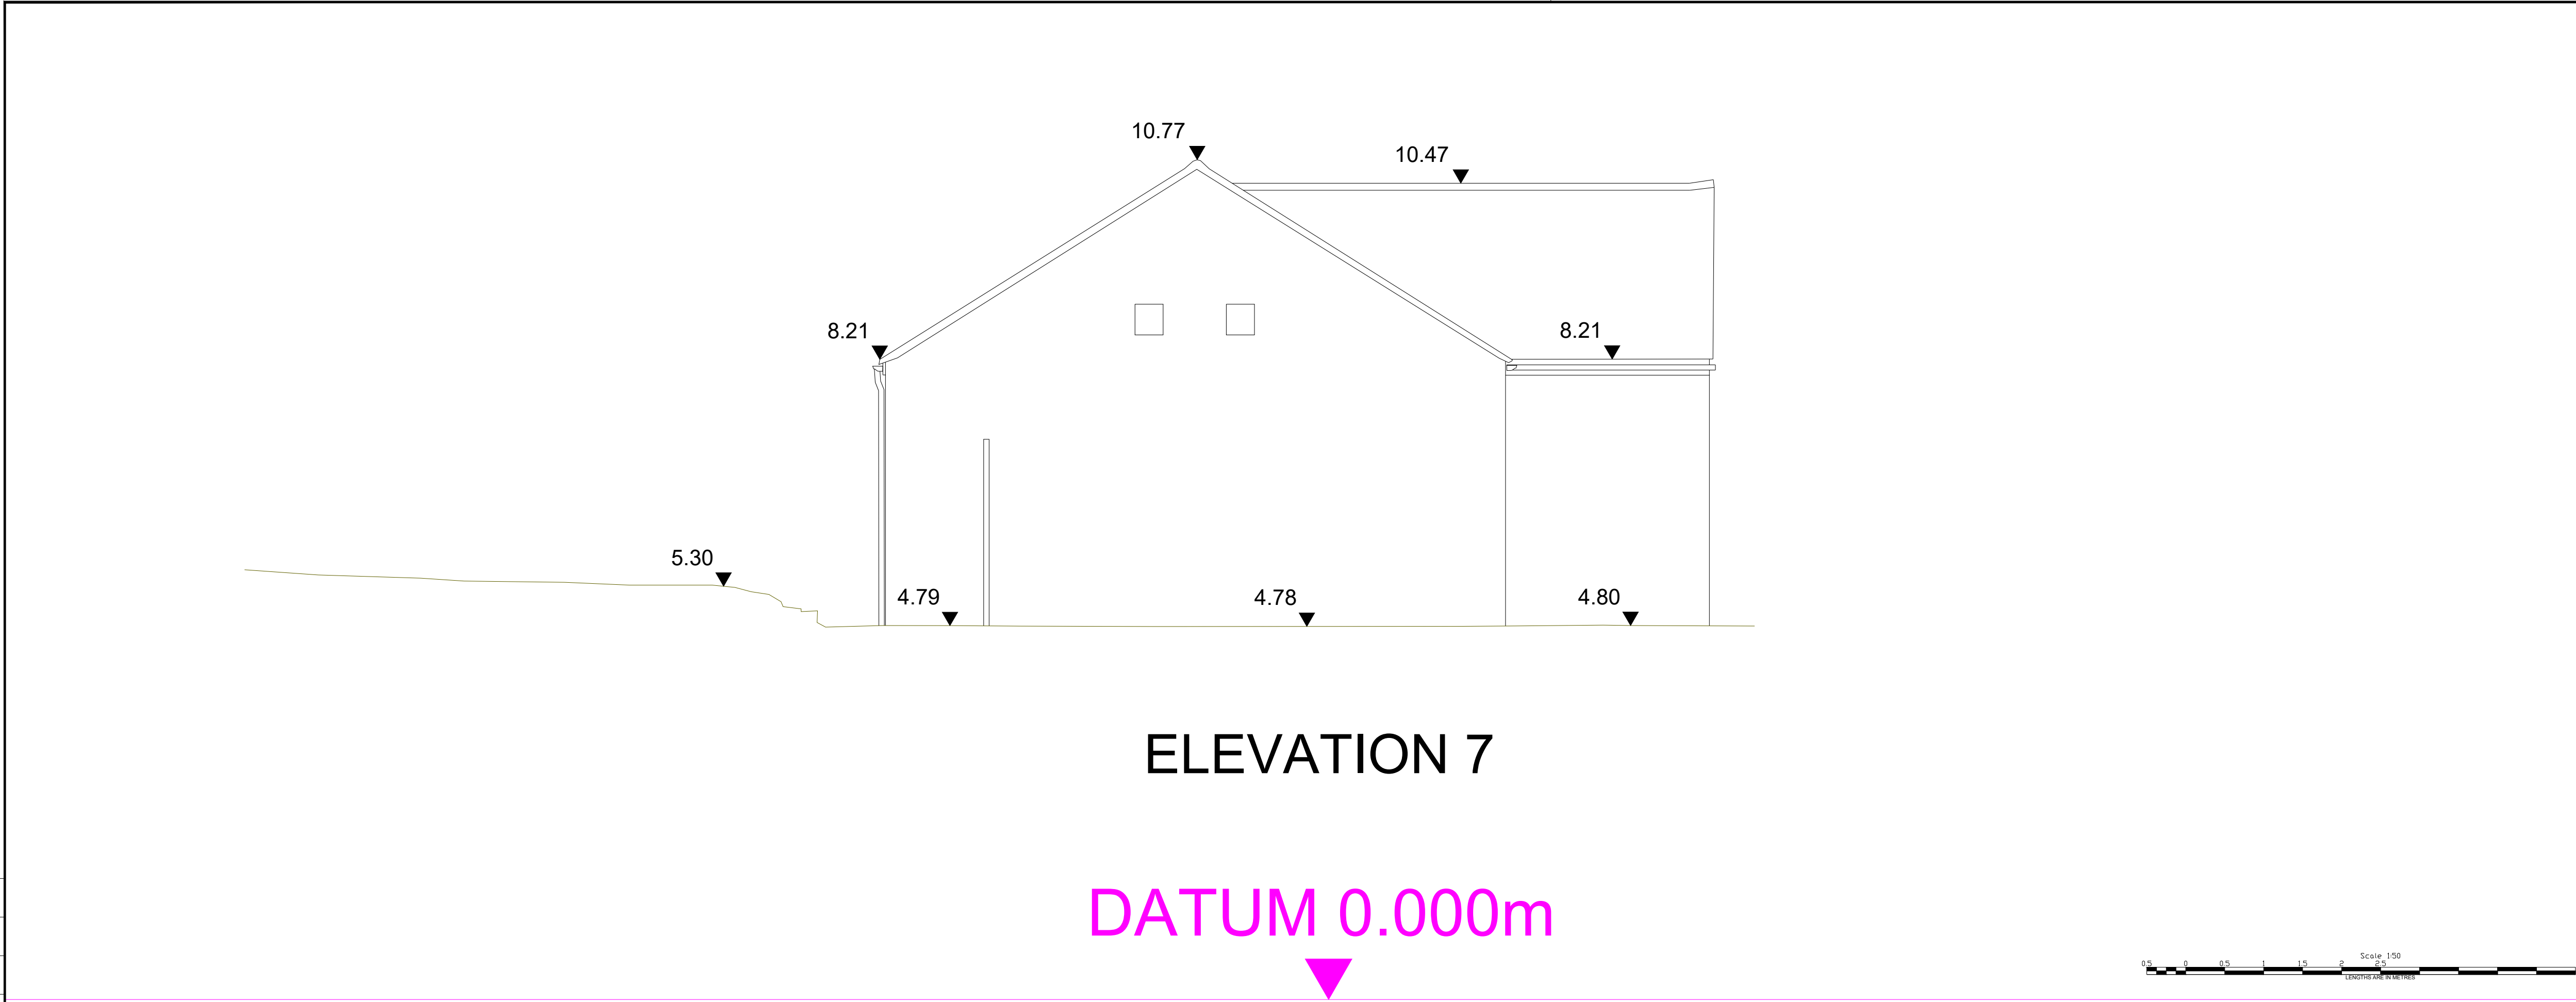 10.77
10.47
8.21
8.21
5.30
4.79
4.78
4.80
ELEVATION 7
DATUM 0.000m
Scale 1:50
0.5 0 0.5 1 1.5 2 2.5
LENGTHS ARE IN METRES